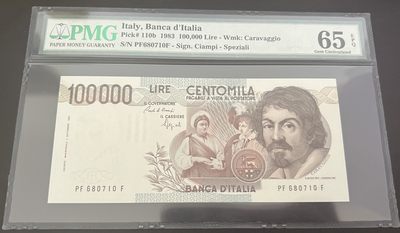 PMG
PAPER MONEY GUARANTY
Italy, Banca d'Italia
Pick# 110b 1983 100,000 Lire - Wmk: Caravaggio
S/N PF680710F - Sign. Ciampi - Speziali
65 EPQ
Gem Uncirculated
100000 LIRE CENTOMILA
PAGABILI A VISTA AL PORTATORE
IL GOVERNATORE
IL CASSIERE
BANCA D'ITALIA
PF 680710 F
PF 680710 F